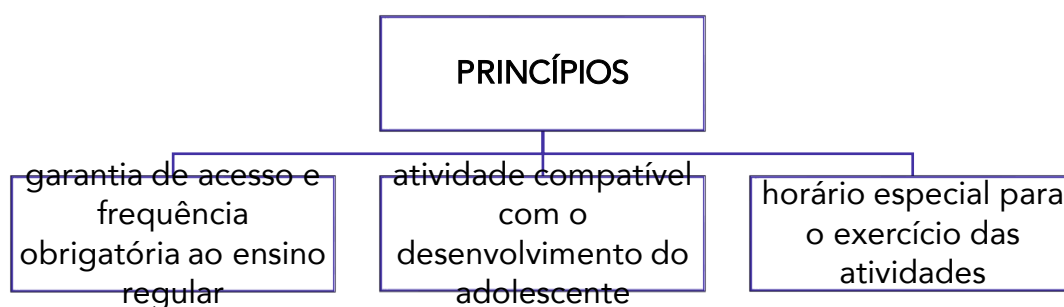 PRINCÍPIOS
garantia de acesso e
frequência
obrigatória ao ensino
regular
atividade compatível
com o
desenvolvimento do
adolescente
horário especial para
o exercício das
atividades